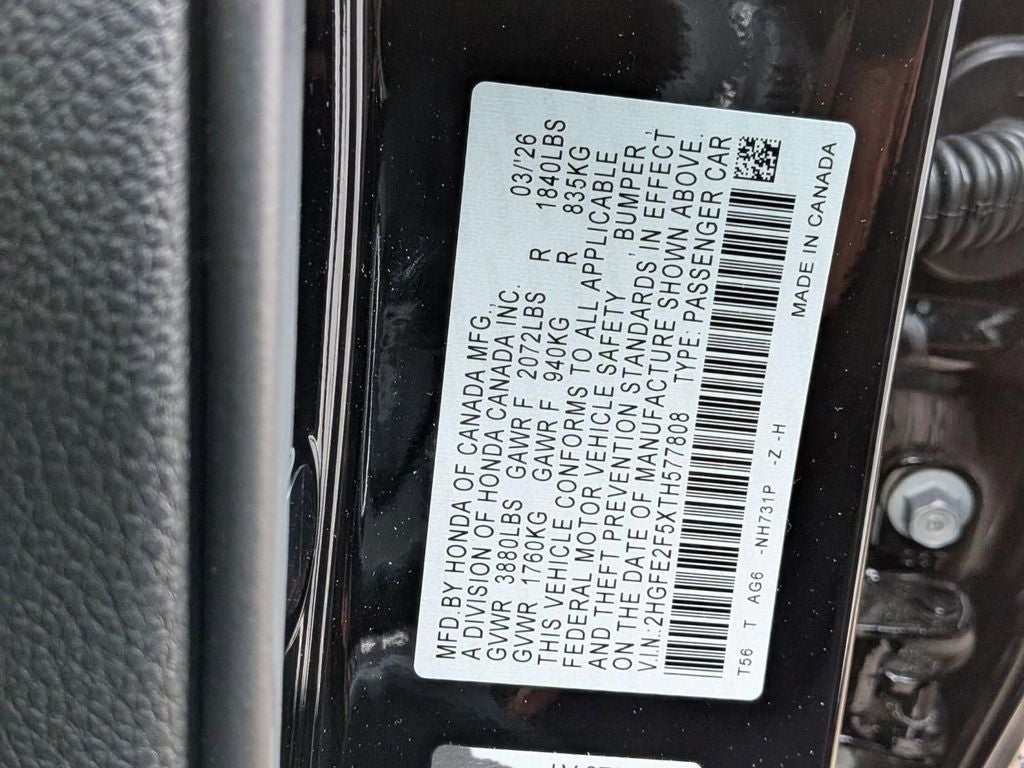 MFD.BY HONDA OF CANADA MFG., 03/'26
A DIVISION OF HONDA CANADA INC.
GVWR 3880LBS GAWR F 2072LBS R 1840LBS
GVWR 1760KG GAWR F 940KG R 835KG
THIS VEHICLE CONFORMS TO ALL APPLICABLE
FEDERAL MOTOR VEHICLE SAFETY, BUMPER,
AND THEFT PREVENTION STANDARDS, IN EFFECT,
ON THE DATE OF MANUFACTURE SHOWN ABOVE.
V.IN.:2HGFE2F5XTH577808 TYPE: PASSENGER CAR
T56 T AG6 -NH731P -Z -H
MADE IN CANADA